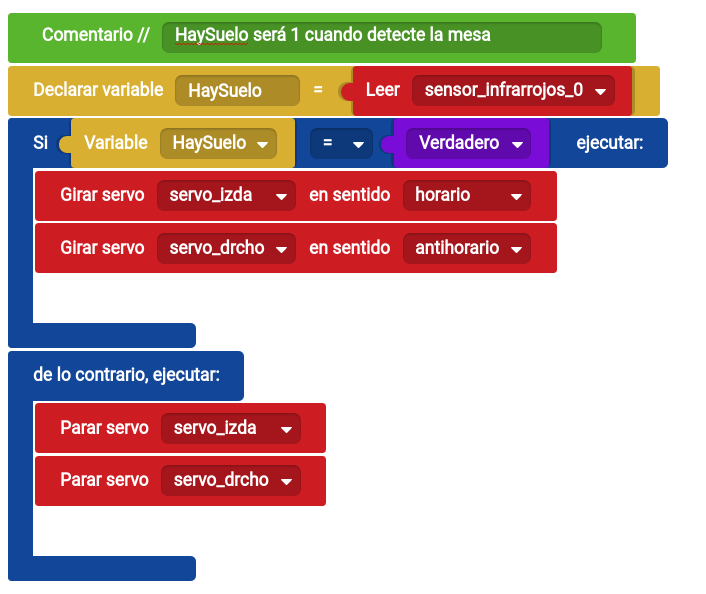 Comentario // HaySuelo será 1 cuando detecte la mesa
Declarar variable HaySuelo = Leer sensor_infrarrojos_0
Si Variable HaySuelo = Verdadero ejecutar:
Girar servo servo_izda en sentido horario
Girar servo servo_drcho en sentido antihorario
de lo contrario, ejecutar:
Parar servo servo_izda
Parar servo servo_drcho